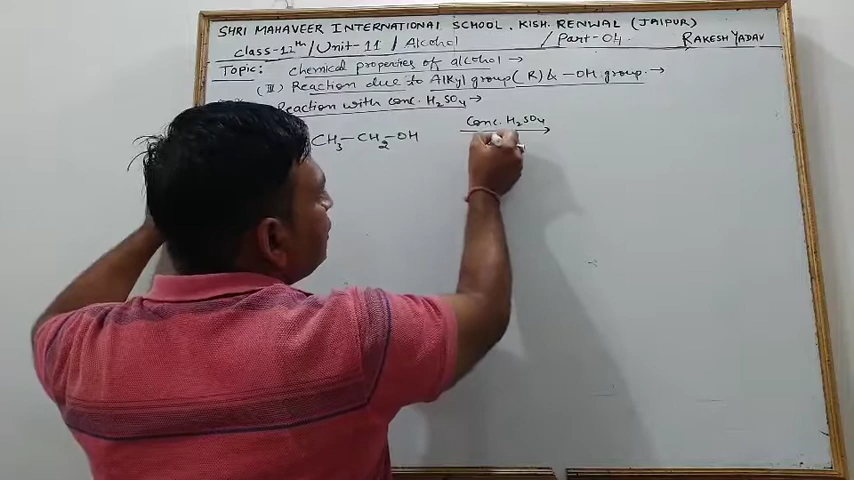 SHRI MAHAVEER INTERNATIONAL SCHOOL. KISH. RENWAL (JAIPUR)
Class-12th/Unit-11 / Alcohol / Part-04 RAKESH YADAV
Topic: chemical properties of alcohol →
(III) Reaction due to Alkyl group (R) & -OH group →
Reaction with conc. H2SO4 →
CH3-CH2-OH Conc. H2SO4 →